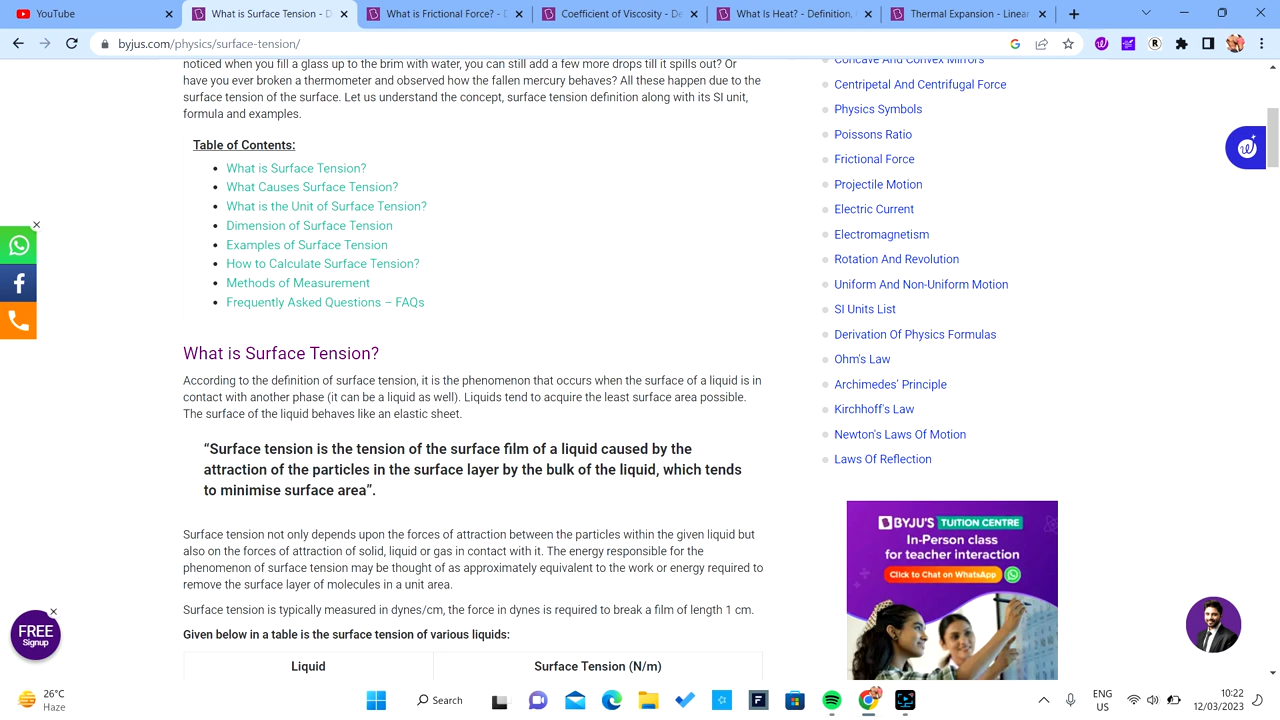 YouTube
Surface Tension - D
Coefficient of Viscosity - De
What is Heat - Definition,
Thermal Expansion - Linear
byjus.com/physics/surface-tension/
noticed when you fill a glass up to the brim with water, you can still add a few more drops till it spills out? Or
have you ever broken a thermometer and observed how the fallen mercury behaves? All these happen due to the
surface tension of the surface. Let us understand the concept, surface tension definition along with its SI unit,
formula and examples.
Table of Contents:
What is Surface Tension?
What Causes Surface Tension?
What is the Unit of Surface Tension?
Dimension of Surface Tension
Examples of Surface Tension
How to Calculate Surface Tension?
Methods of Measurement
Frequently Asked Questions – FAQs
What is Surface Tension?
According to the definition of surface tension, it is the phenomenon that occurs when the surface of a liquid is in
contact with another phase (it can be a liquid as well). Liquids tend to acquire the least surface area possible.
The surface of the liquid behaves like an elastic sheet.
“Surface tension is the tension of the surface film of a liquid caused by the
attraction of the particles in the surface layer by the bulk of the liquid, which tends
to minimise surface area”.
Surface tension not only depends upon the forces of attraction between the particles within the given liquid but
also on the forces of attraction of solid, liquid or gas in contact with it. The energy responsible for the
phenomenon of surface tension may be thought of as approximately equivalent to the work or energy required to
remove the surface layer of molecules in a unit area.
Surface tension is typically measured in dynes/cm, the force in dynes is required to break a film of length 1 cm.
Given below in a table is the surface tension of various liquids:
Liquid
Surface Tension (N/m)
Concave And Convex Mirrors
Centripetal And Centrifugal Force
Physics Symbols
Poissons Ratio
Frictional Force
Projectile Motion
Electric Current
Electromagnetism
Rotation And Revolution
Uniform And Non-Uniform Motion
SI Units List
Derivation Of Physics Formulas
Ohm's Law
Archimedes’ Principle
Kirchhoff's Law
Newton's Laws Of Motion
Laws Of Reflection
BYJU'S TUITION CENTRE
In-Person class
for teacher interaction
Click to Chat on WhatsApp
FREE
Signup
26°C
Haze
Search
ENG
US
11:22
12/03/2023